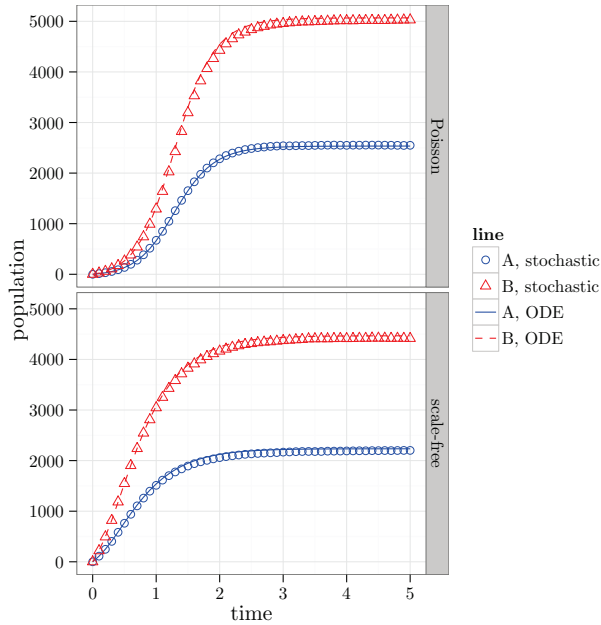 5000
4000
3000
2000
1000
0
Poisson
population
5000
4000
3000
2000
1000
0
scale-free
0 1 2 3 4 5
time
line
A, stochastic
B, stochastic
A, ODE
B, ODE